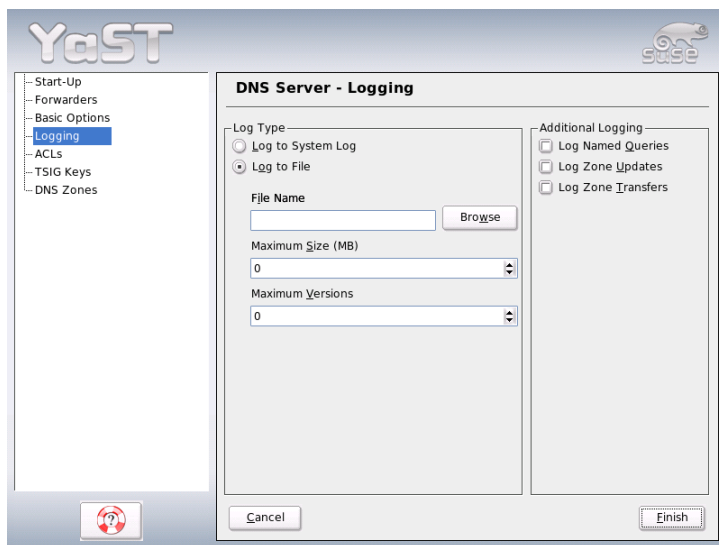 YaST
SUSE
Start-Up
Forwarders
Basic Options
Logging
ACLs
TSIG Keys
DNS Zones
DNS Server - Logging
Log Type
Log to System Log
Log to File
File Name
Browse
Maximum Size (MB)
0
Maximum Versions
0
Additional Logging
Log Named Queries
Log Zone Updates
Log Zone Transfers
?
Cancel
Finish